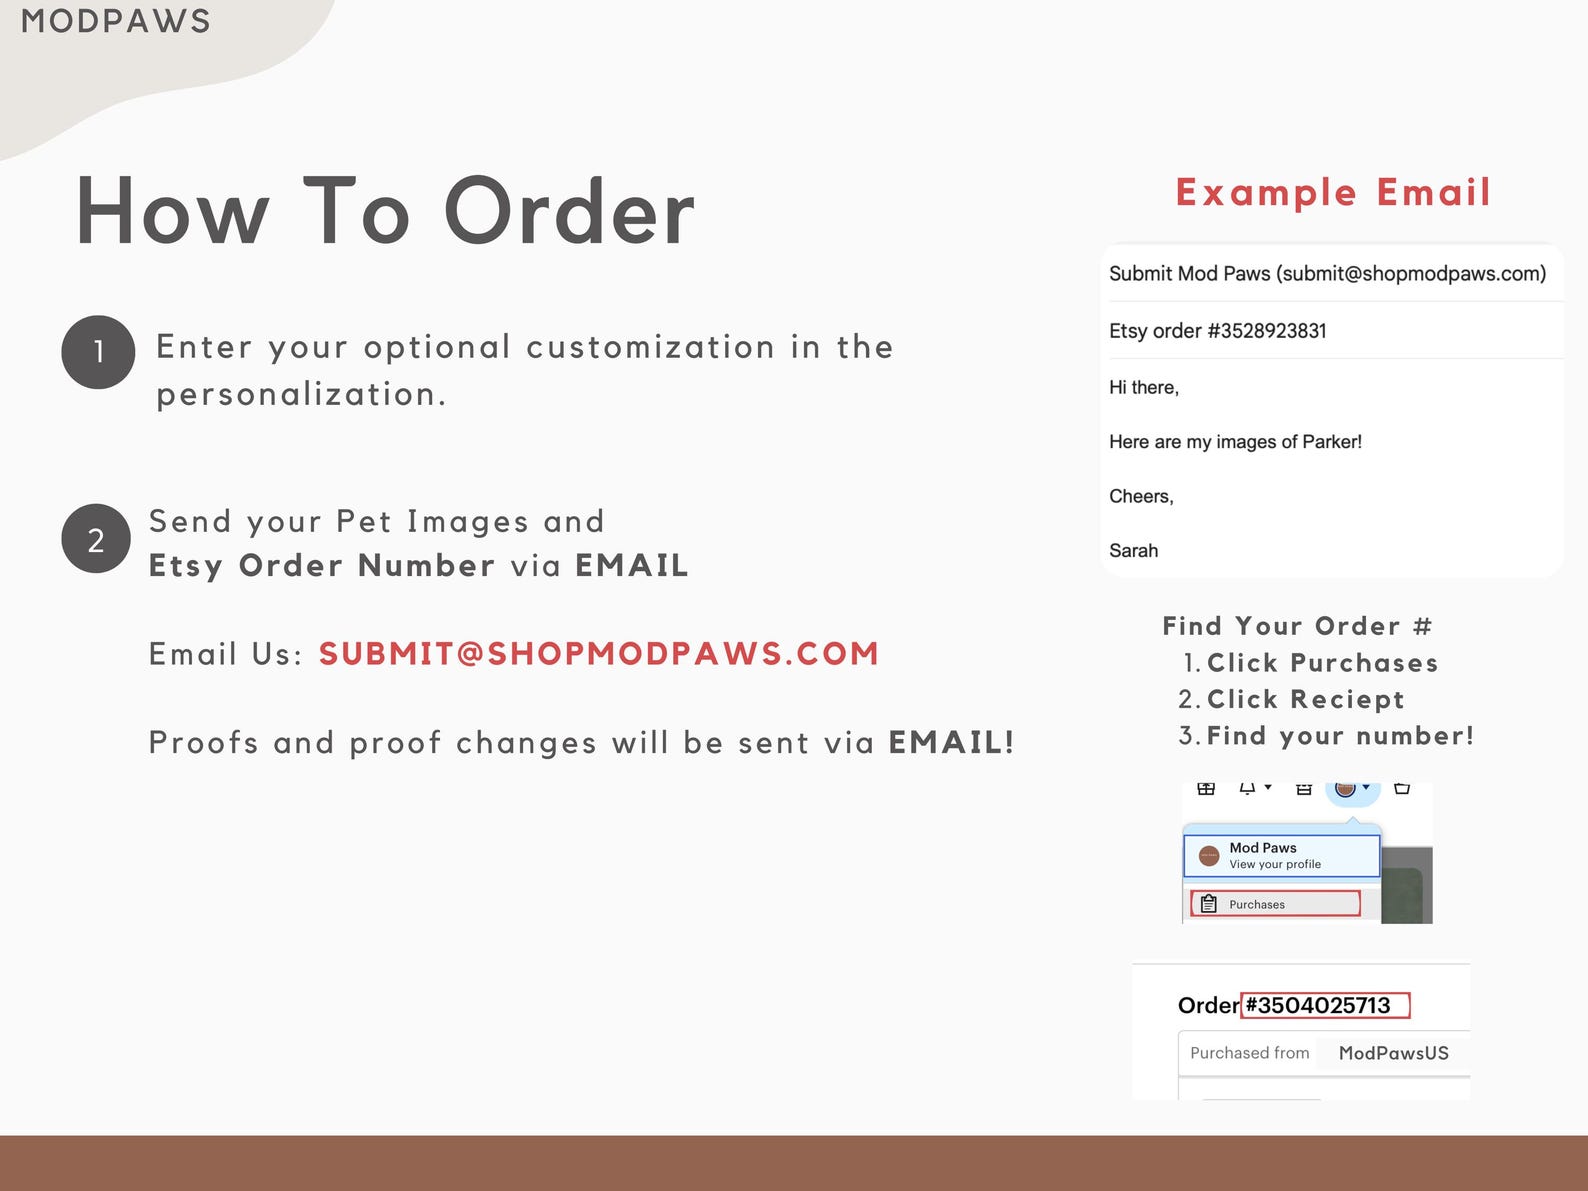 MODPAWS
How To Order
1
Enter your optional customization in the
personalization.
2
Send your Pet Images and
Etsy Order Number via EMAIL
Email Us: SUBMIT@SHOPMODPAWS.COM
Proofs and proof changes will be sent via EMAIL!
Example Email
Submit Mod Paws (submit@shopmodpaws.com)
Etsy order #3528923831
Hi there,
Here are my images of Parker!
Cheers,
Sarah
Find Your Order #
1. Click Purchases
2. Click Reciept
3. Find your number!
Mod Paws
View your profile
Purchases
Order #3504025713
Purchased from ModPawsUS